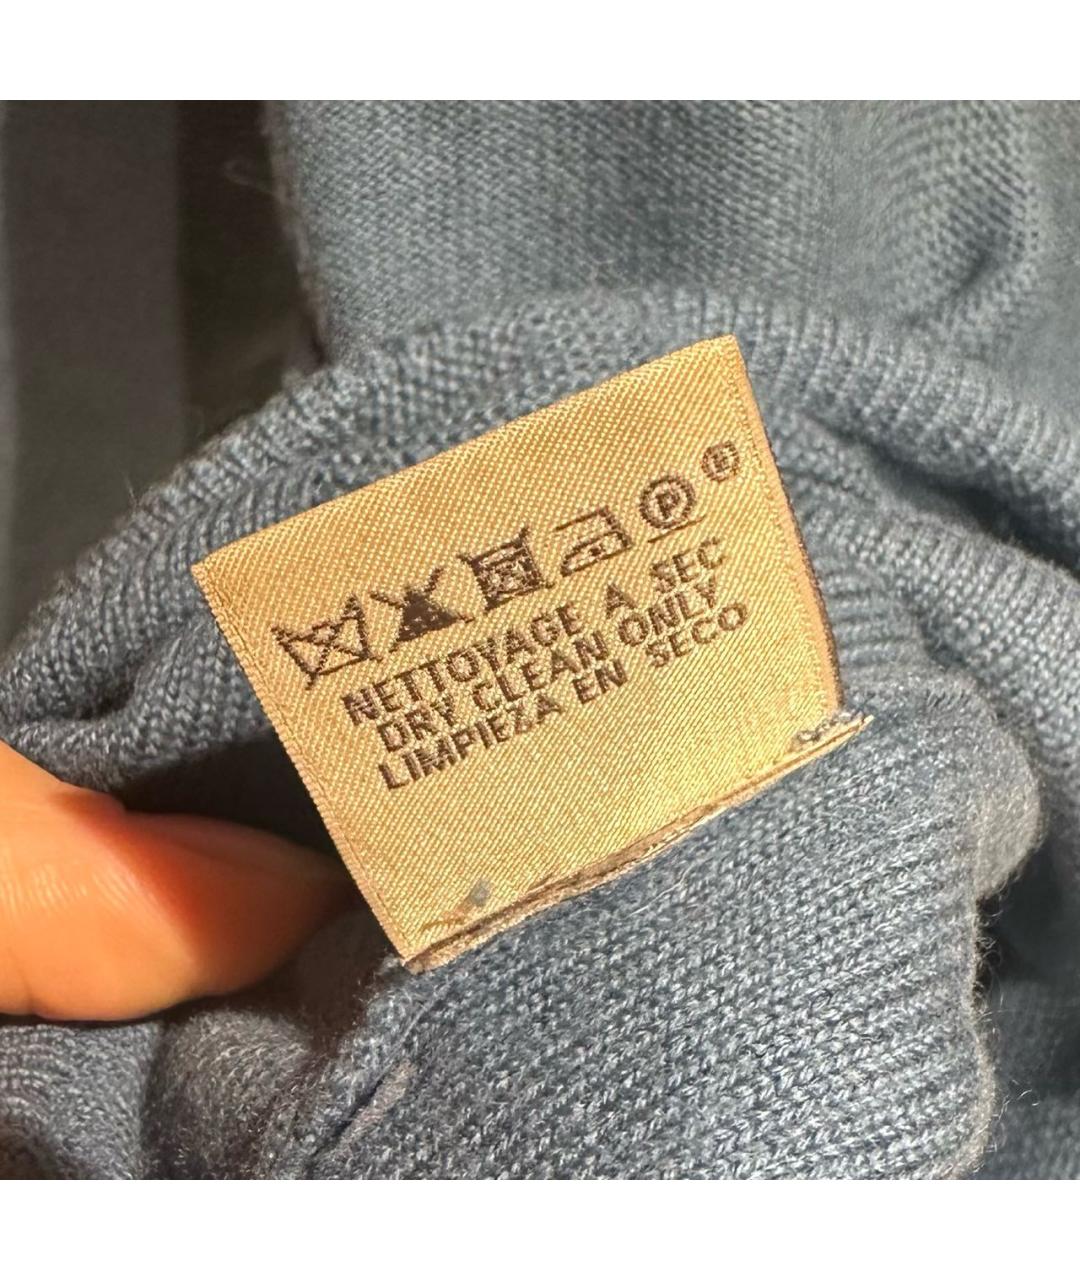 P ®
NETTOYAGE A SEC
DRY CLEAN ONLY
LIMPIEZA EN SECO